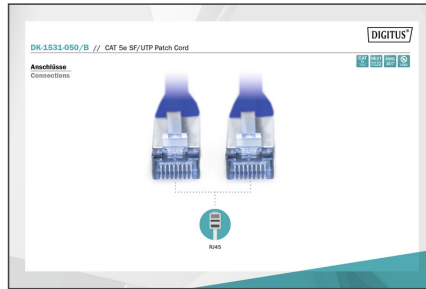 DIGITUS®
DK-1531-050/B // CAT 5e SF/UTP Patch Cord
Anschlüsse
Connections
RJ45